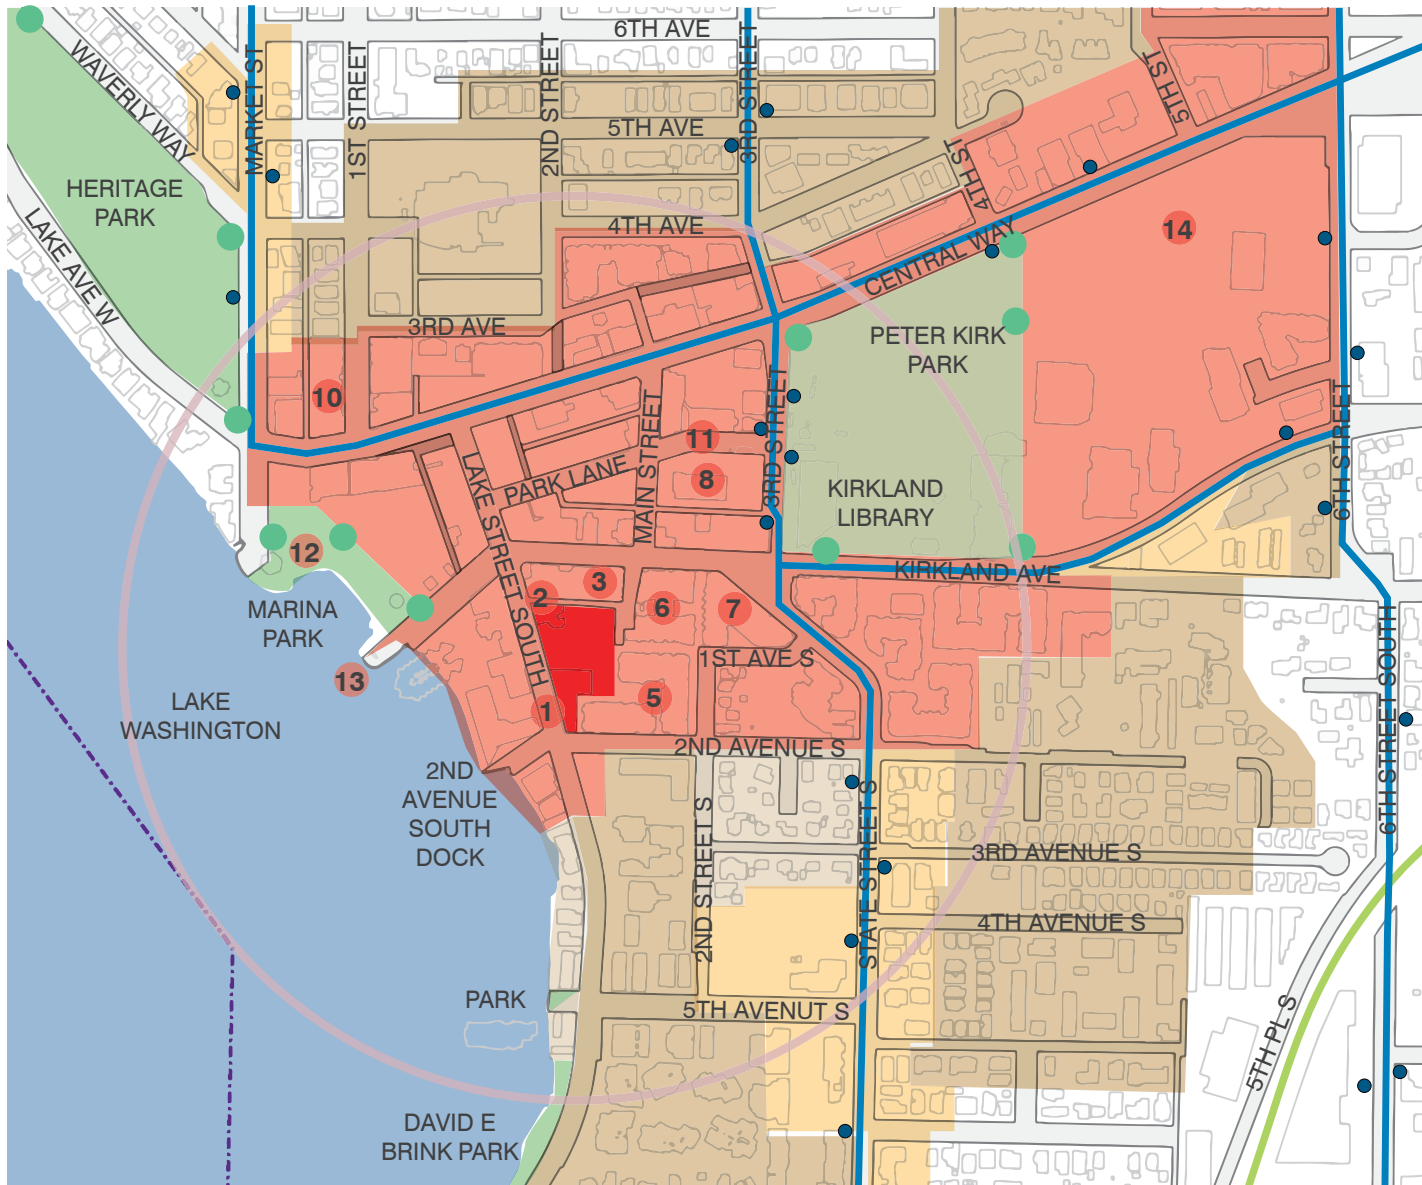 6TH AVE
WAVERLY WAY
MARKET ST
1ST STREET
2ND STREET
3RD STREET
5TH AVE
5TH ST
4TH ST
HERITAGE
PARK
LAKE AVE W
4TH AVE
14
CENTRAL WAY
3RD AVE
PETER KIRK
PARK
10
MAIN STREET
3RD STREET
6TH STREET
11
8
PARK LANE
LAKE STREET SOUTH
KIRKLAND
LIBRARY
12
KIRKLAND AVE
3
2
6
7
MARINA
PARK
1ST AVE S
13
5
1
LAKE
WASHINGTON
2ND AVENUE S
6TH STREET SOUTH
2ND
AVENUE
SOUTH
DOCK
2ND STREET S
STATE STREET S
3RD AVENUE S
4TH AVENUE S
PARK
5TH AVENUT S
5TH PL S
DAVID E
BRINK PARK